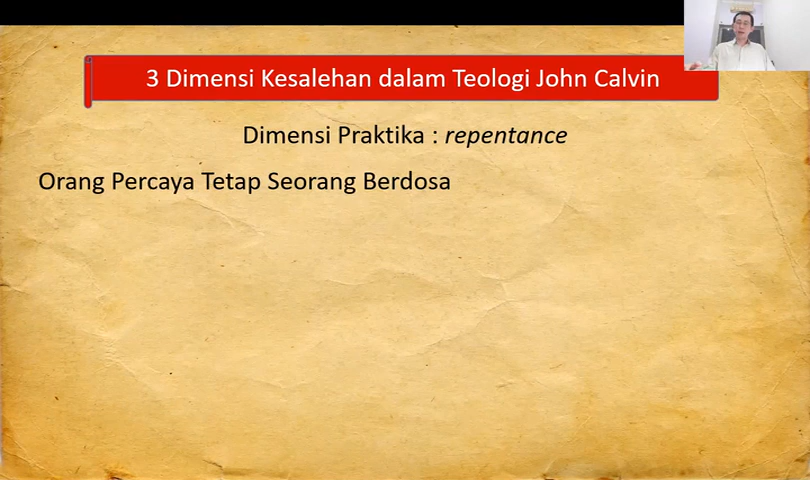 3 Dimensi Kesalehan dalam Teologi John Calvin
Dimensi Praktika : repentance
Orang Percaya Tetap Seorang Berdosa